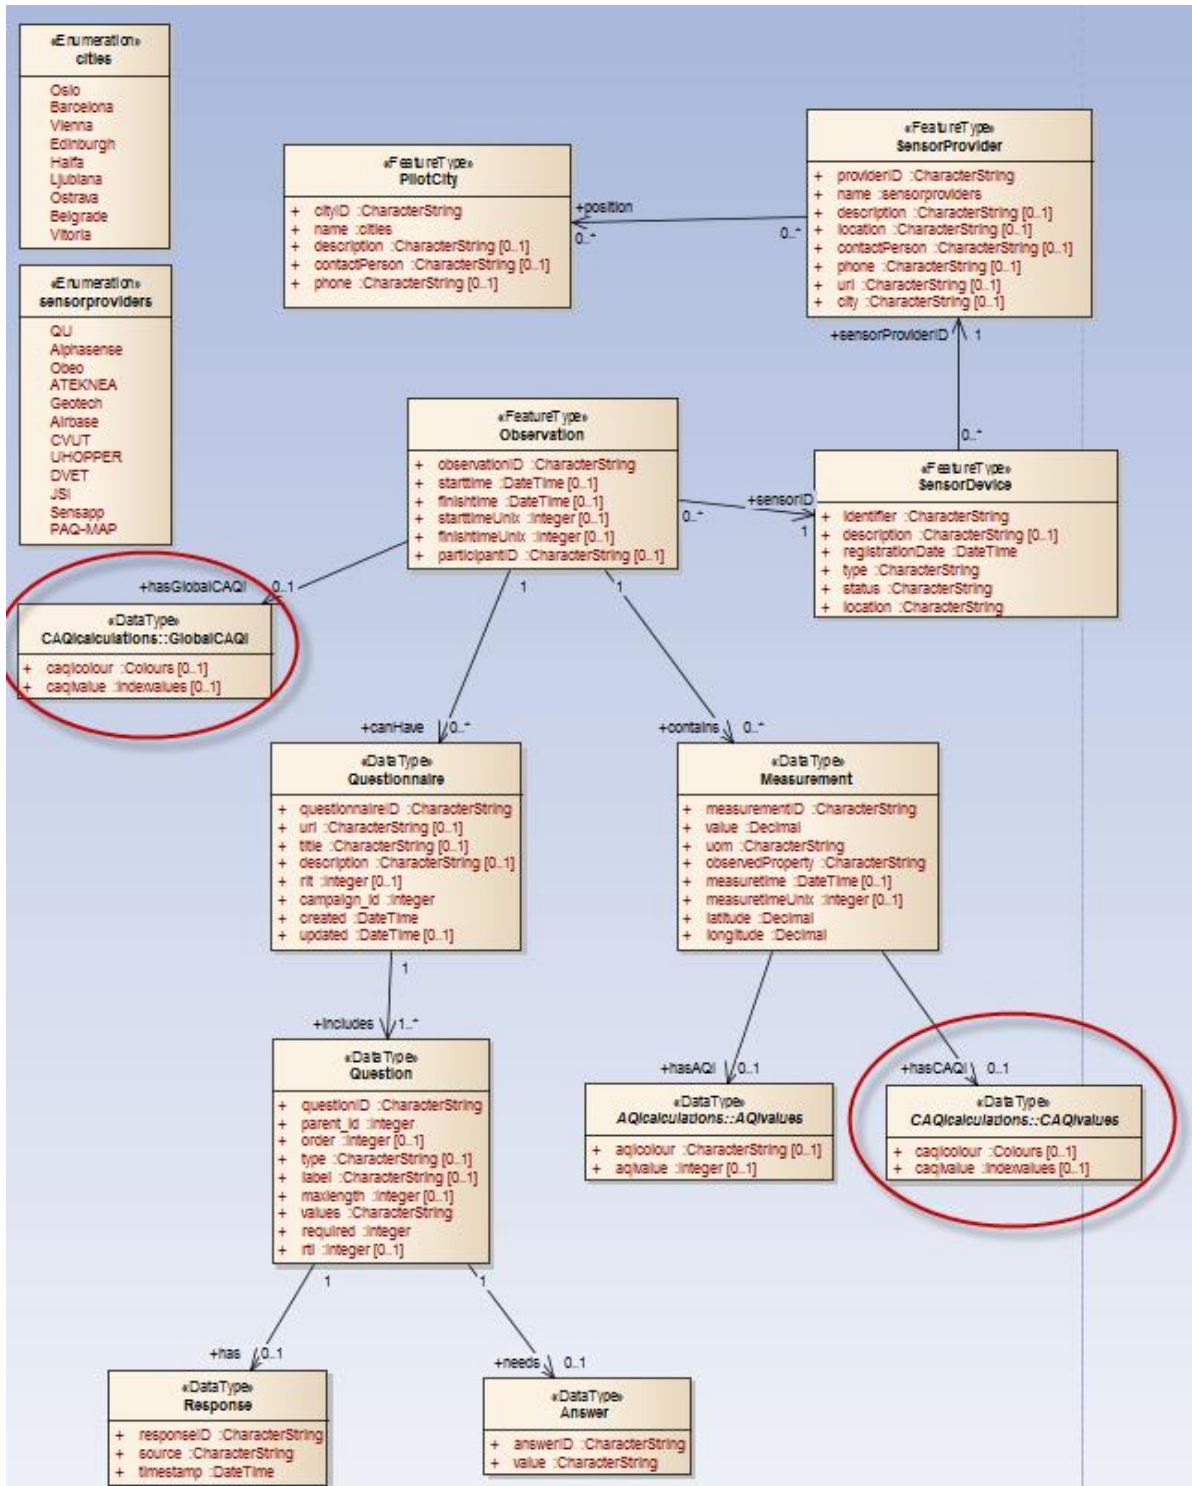 «Enumeration»
cities
Oslo
Barcelona
Vienna
Edinburgh
Haifa
Ljubiana
Ostrava
Belgrade
Vitoria
«Enumeration»
sensorproviders
QU
Alphasense
Obeo
ATEKNEA
Geotech
Airbase
CVUT
UHOPPER
DVET
JSI
Sensapp
PAQ-MAP
«FeatureType»
PilotCity
+ cityID :CharacterString
+ name :cities
+ description :CharacterString [0..1]
+ contactPerson :CharacterString [0..1]
+ phone :CharacterString [0..1]
+position
0..*
0..*
«FeatureType»
SensorProvider
+ providerID :CharacterString
+ name :sensorproviders
+ description :CharacterString [0..1]
+ location :CharacterString [0..1]
+ contactPerson :CharacterString [0..1]
+ phone :CharacterString [0..1]
+ url :CharacterString [0..1]
+ city :CharacterString [0..1]
+sensorProviderID 1
0..*
«FeatureType»
Observation
+ observationID :CharacterString
+ starttime :DateTime [0..1]
+ finishtime :DateTime [0..1]
+ starttimeUnix :Integer [0..1]
+ finishtimeUnix :Integer [0..1]
+ participantID :CharacterString [0..1]
+sensorID
0..*
1
«FeatureType»
SensorDevice
+ identifier :CharacterString
+ description :CharacterString [0..1]
+ registrationDate :DateTime
+ type :CharacterString
+ status :CharacterString
+ location :CharacterString
+hasGlobalCAQI 0..1
«DataType»
CAQIcalculations::GlobalCAQI
+ caqicolour :Colours [0..1]
+ caqivalue :Indexvalues [0..1]
1
1
+canHave 0..*
+contains 0..*
«DataType»
Questionnaire
+ questionnaireID :CharacterString
+ url :CharacterString [0..1]
+ title :CharacterString [0..1]
+ description :CharacterString [0..1]
+ rlt :Integer [0..1]
+ campaign_id :Integer
+ created :DateTime
+ updated :DateTime [0..1]
«DataType»
Measurement
+ measurementID :CharacterString
+ value :Decimal
+ uom :CharacterString
+ observedProperty :CharacterString
+ measuretime :DateTime [0..1]
+ measuretimeUnix :Integer [0..1]
+ latitude :Decimal
+ longitude :Decimal
1
+includes 1..*
«DataType»
Question
+ questionID :CharacterString
+ parent_id :Integer
+ order :Integer [0..1]
+ type :CharacterString [0..1]
+ label :CharacterString [0..1]
+ maxlength :Integer [0..1]
+ values :CharacterString
+ required :Integer
+ rtl :Integer [0..1]
+hasAQI 0..1
«DataType»
AQIcalculations::AQIvalues
+ aqicolour :CharacterString [0..1]
+ aqivalue :Integer [0..1]
+hasCAQI 0..1
«DataType»
CAQIcalculations::CAQIvalues
+ caqicolour :Colours [0..1]
+ caqivalue :Indexvalues [0..1]
1
1
+has 0..1
+needs 0..1
«DataType»
Response
+ responseID :CharacterString
+ source :CharacterString
+ timestamp :DateTime
«DataType»
Answer
+ answerID :CharacterString
+ value :CharacterString